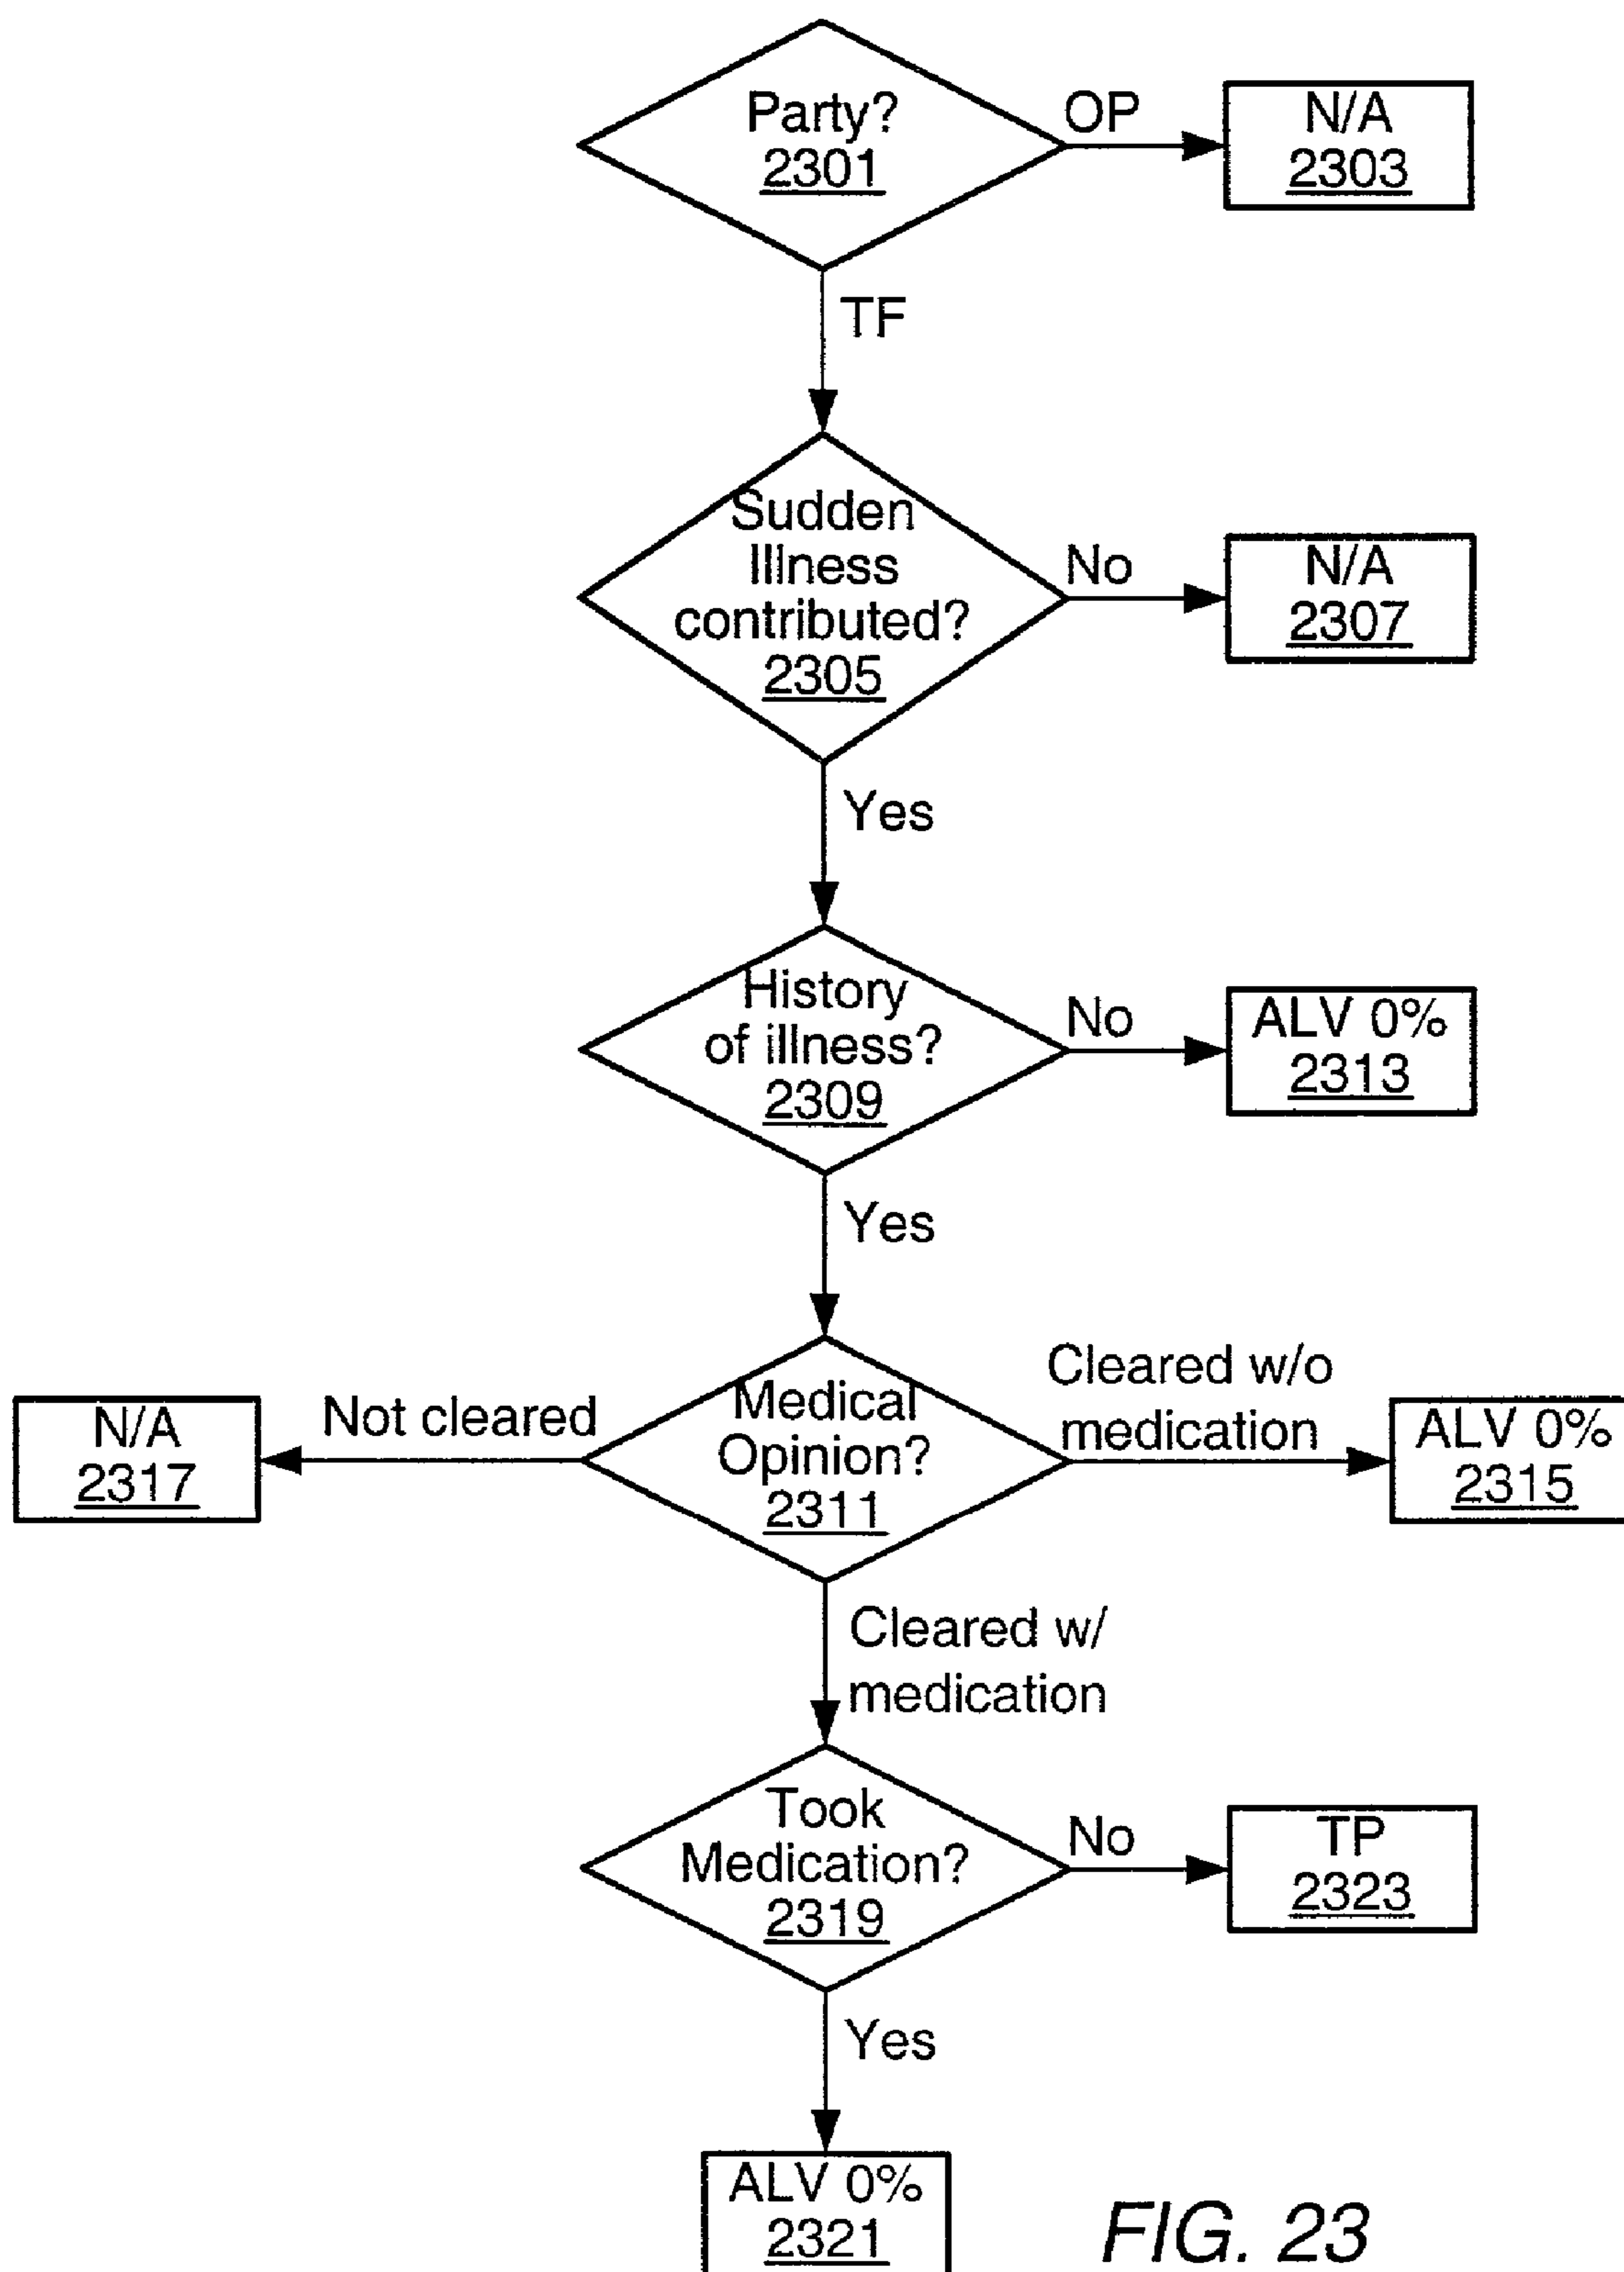 Party?
2301
OP
N/A
2303
TF
Sudden
Illness
contributed?
2305
No
N/A
2307
Yes
History
of illness?
2309
No
ALV 0%
2313
Yes
Medical
Opinion?
2311
Not cleared
N/A
2317
Cleared w/o
medication
ALV 0%
2315
Cleared w/
medication
Took
Medication?
2319
No
TP
2323
Yes
ALV 0%
2321
FIG. 23